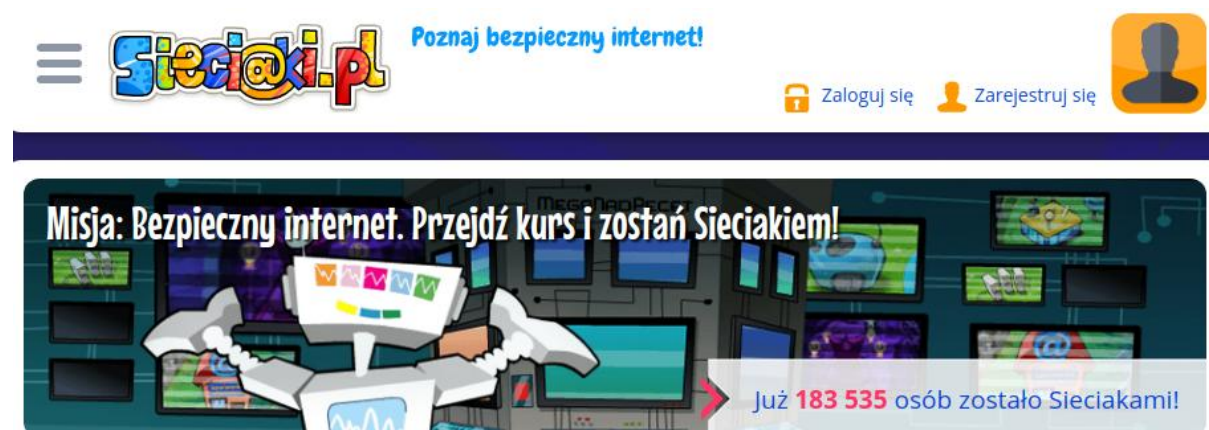 Sieci@ki.pl
Poznaj bezpieczny internet!
Zaloguj się
Zarejestruj się
MegaNadRecet
Misja: Bezpieczny internet. Przejdź kurs i zostań Sieciakiem!
Już 183 535 osób zostało Sieciakami!